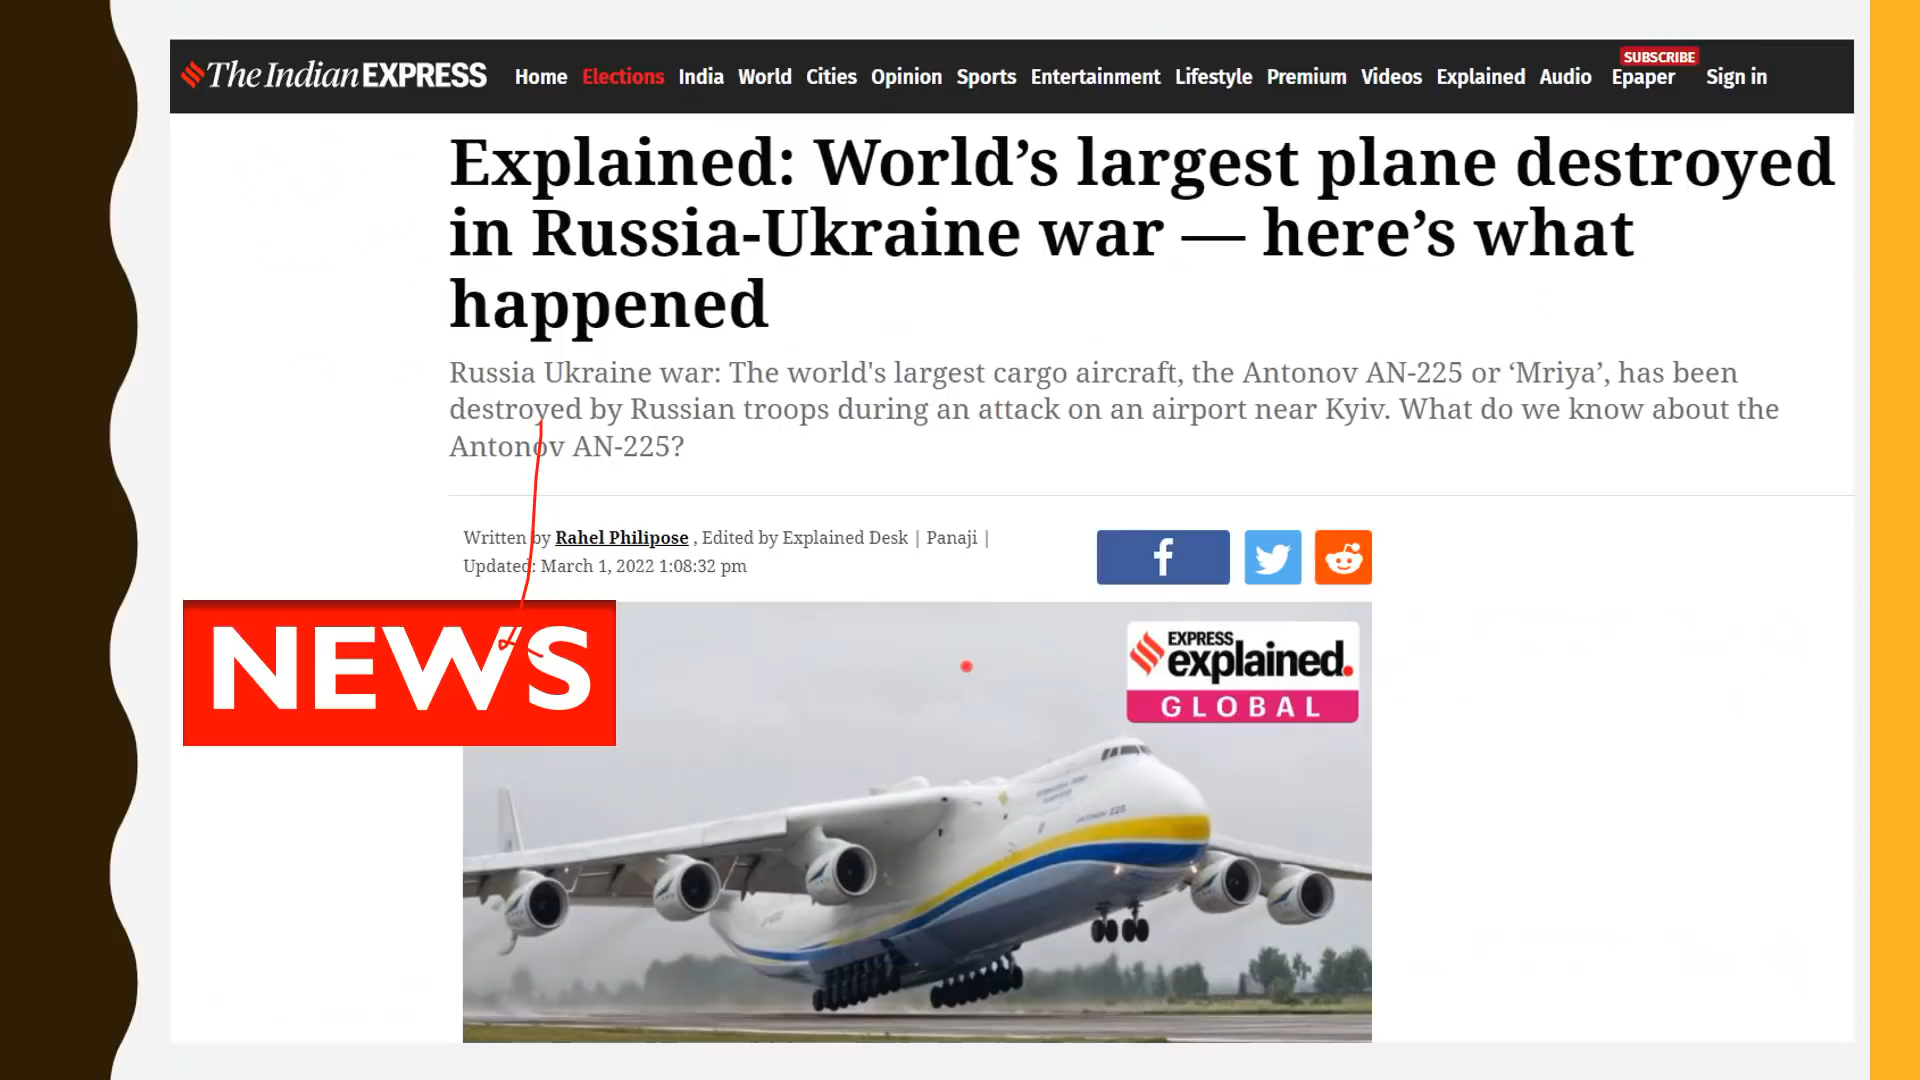 The Indian EXPRESS Home Elections India World Cities Opinion Sports Entertainment Lifestyle Premium Videos Explained Audio Epaper Sign in
SUBSCRIBE
Explained: World’s largest plane destroyed
in Russia-Ukraine war — here’s what
happened
Russia Ukraine war: The world's largest cargo aircraft, the Antonov AN-225 or ‘Mriya’, has been
destroyed by Russian troops during an attack on an airport near Kyiv. What do we know about the
Antonov AN-225?
Written by Rahel Philipose , Edited by Explained Desk | Panaji |
Updated: March 1, 2022 1:08:32 pm
NEWS
EXPRESS
explained.
GLOBAL
ANTONOV 225